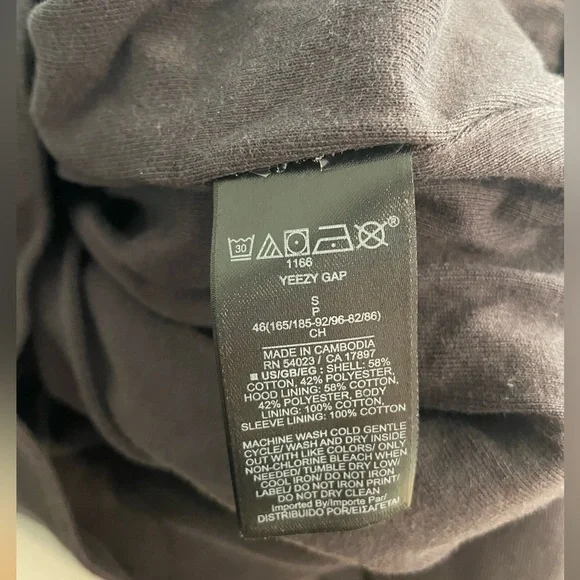 30
®
1166
YEEZY GAP
S
P
46(165/185-92/96-82/86)
CH
MADE IN CAMBODIA
RN 54023 / CA 17897
US/GB/EG : SHELL: 58%
COTTON, 42% POLYESTER,
HOOD LINING: 58% COTTON,
42% POLYESTER, BODY
LINING: 100% COTTON,
SLEEVE LINING: 100% COTTON
MACHINE WASH COLD GENTLE
CYCLE/ WASH AND DRY INSIDE
OUT WITH LIKE COLORS/ ONLY
NON-CHLORINE BLEACH WHEN
NEEDED/ TUMBLE DRY LOW/
COOL IRON/ DO NOT IRON
LABEL/ DO NOT IRON PRINT/
DO NOT DRY CLEAN
Imported By/Importe Par/
DISTRIBUIDO POR/ΕΙΣΑΓΕΤΑΙ